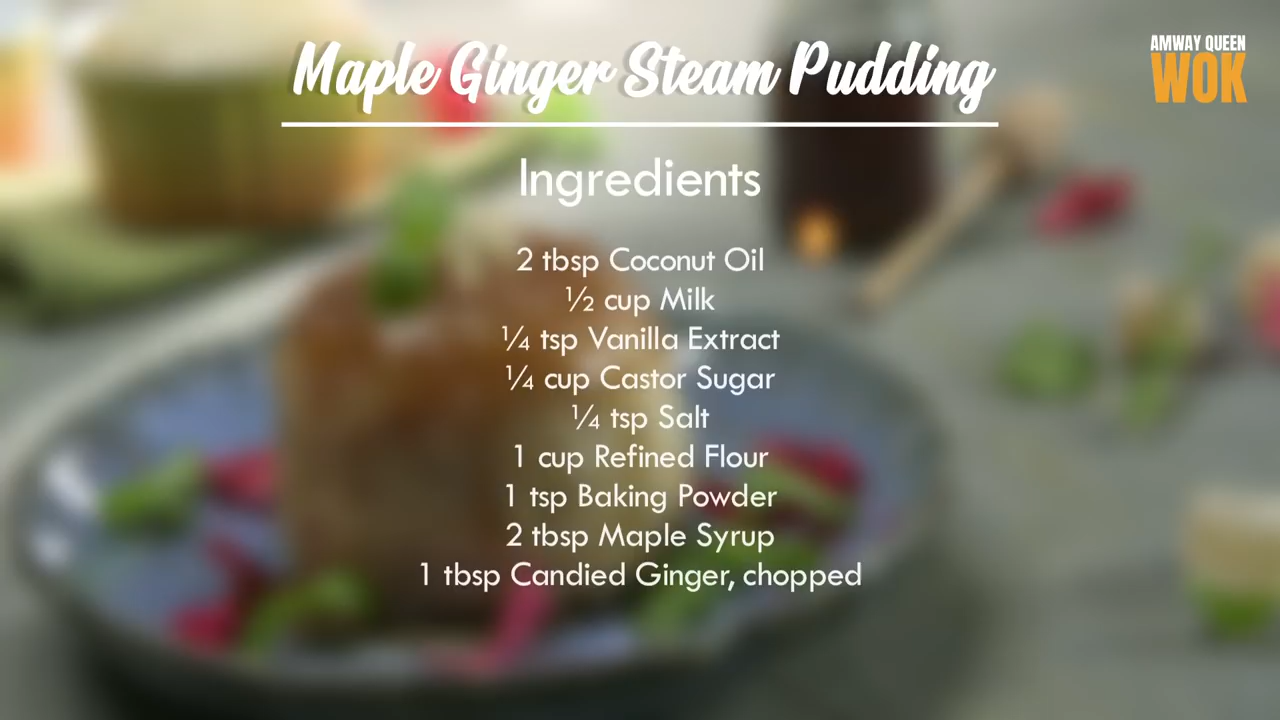 Maple Ginger Steam Pudding
AMWAY QUEEN
WOK
Ingredients
2 tbsp Coconut Oil
½ cup Milk
¼ tsp Vanilla Extract
¼ cup Castor Sugar
¼ tsp Salt
1 cup Refined Flour
1 tsp Baking Powder
2 tbsp Maple Syrup
1 tbsp Candied Ginger, chopped